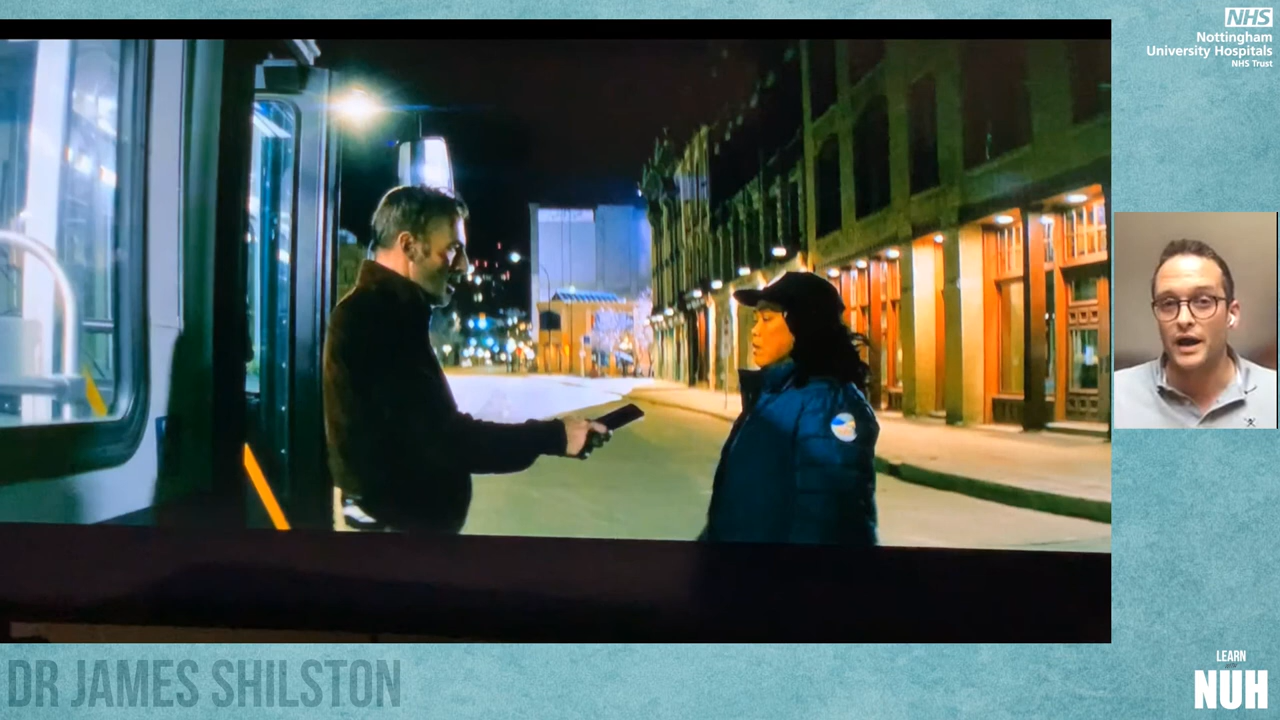 NHS
Nottingham
University Hospitals
NHS Trust
DR JAMES SHILSTON
LEARN
NUH